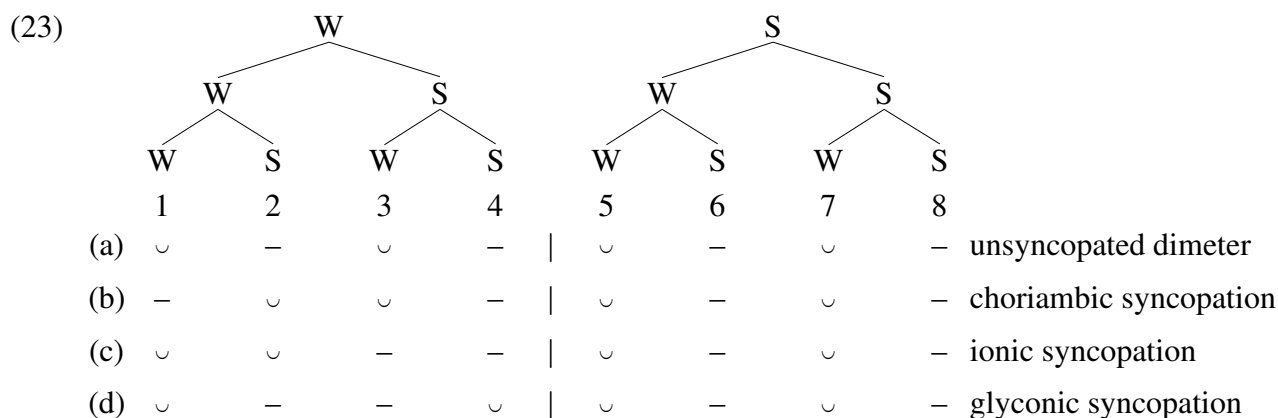 (23) W S
W S W S
W S W S W S W S
1 2 3 4 5 6 7 8
(a) ⏑ – ⏑ – | ⏑ – ⏑ – unsyncopated dimeter
(b) – ⏑ ⏑ – | ⏑ – ⏑ – choriambic syncopation
(c) ⏑ ⏑ – – | ⏑ – ⏑ – ionic syncopation
(d) ⏑ – – ⏑ | ⏑ – ⏑ – glyconic syncopation